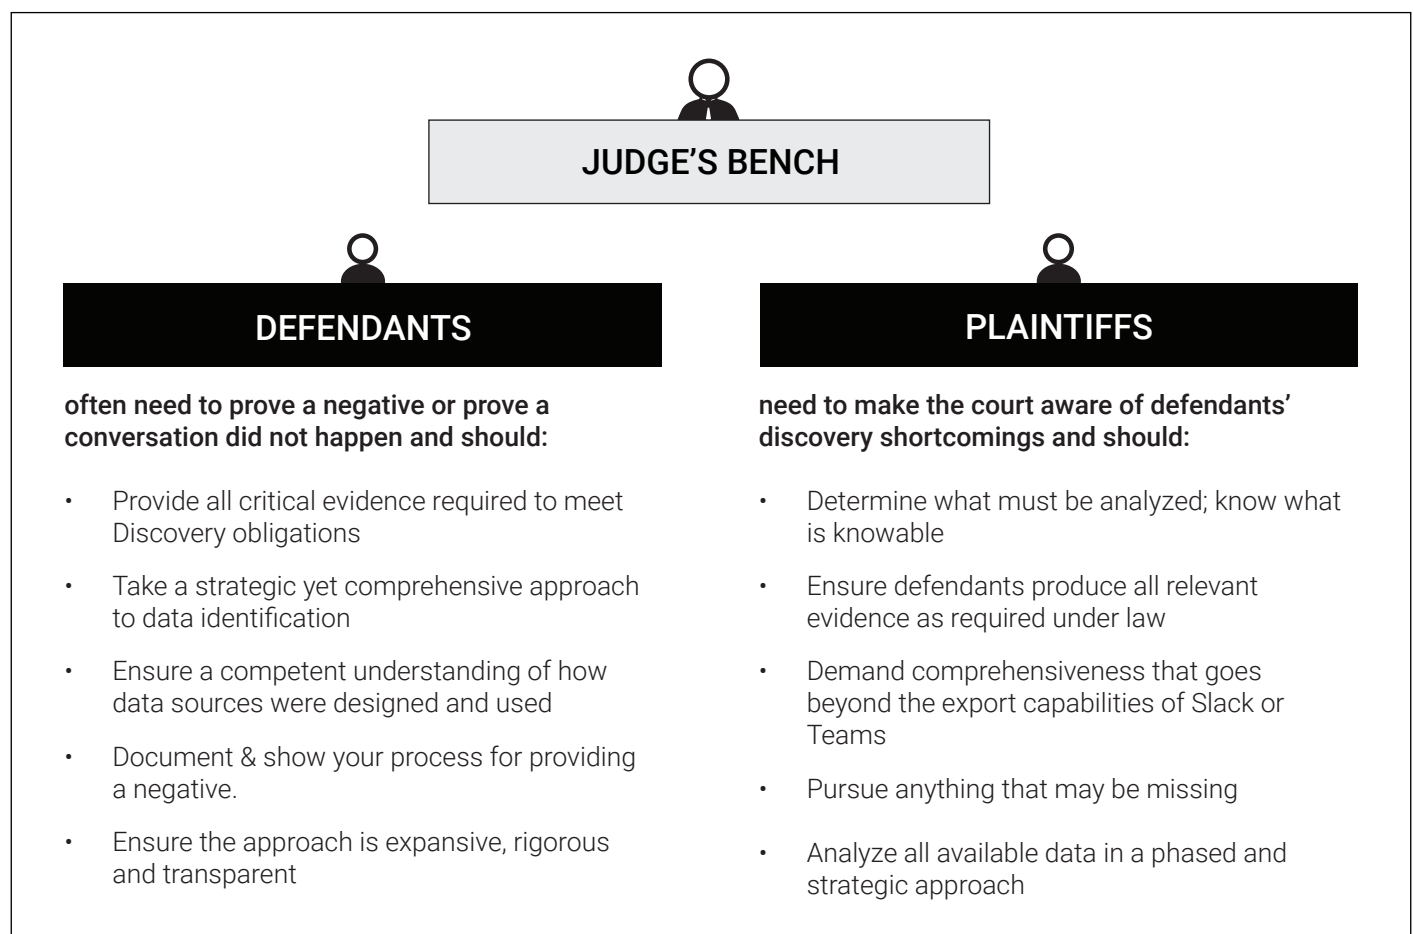 JUDGE’S BENCH
DEFENDANTS
often need to prove a negative or prove a
conversation did not happen and should:
• Provide all critical evidence required to meet
Discovery obligations
• Take a strategic yet comprehensive approach
to data identification
• Ensure a competent understanding of how
data sources were designed and used
• Document & show your process for providing
a negative.
• Ensure the approach is expansive, rigorous
and transparent
PLAINTIFFS
need to make the court aware of defendants’
discovery shortcomings and should:
• Determine what must be analyzed; know what
is knowable
• Ensure defendants produce all relevant
evidence as required under law
• Demand comprehensiveness that goes
beyond the export capabilities of Slack or
Teams
• Pursue anything that may be missing
• Analyze all available data in a phased and
strategic approach